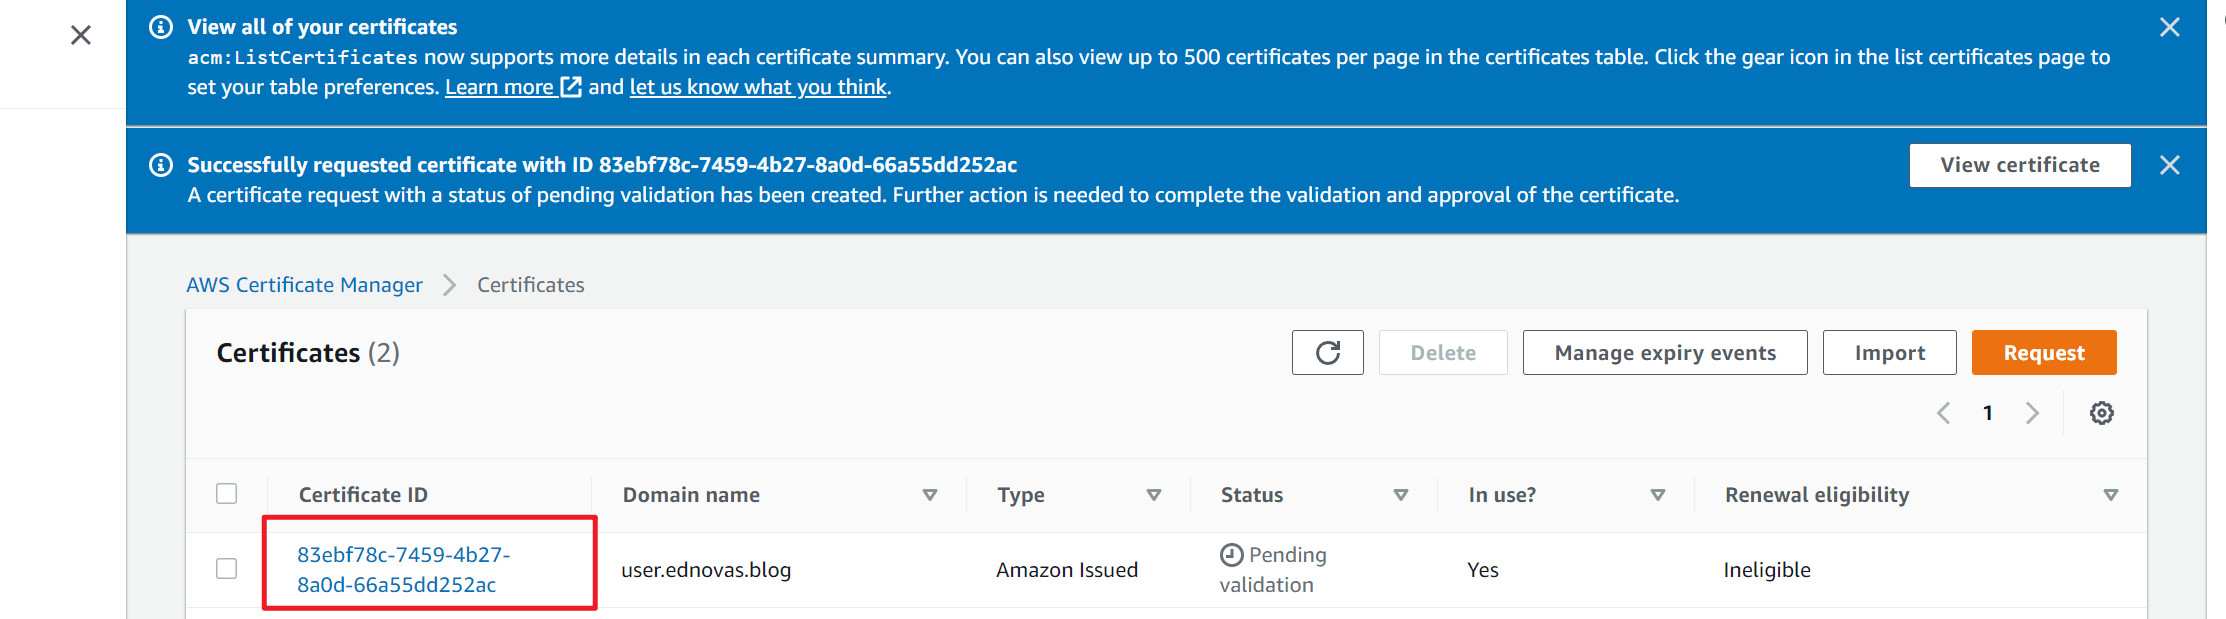 View all of your certificates
acm:ListCertificates now supports more details in each certificate summary. You can also view up to 500 certificates per page in the certificates table. Click the gear icon in the list certificates page to
set your table preferences. Learn more and let us know what you think.
Successfully requested certificate with ID 83ebf78c-7459-4b27-8a0d-66a55dd252ac
View certificate
A certificate request with a status of pending validation has been created. Further action is needed to complete the validation and approval of the certificate.
AWS Certificate Manager > Certificates
Certificates (2)
Delete
Manage expiry events
Import
Request
1
Certificate ID
Domain name
Type
Status
In use?
Renewal eligibility
83ebf78c-7459-4b27-
8a0d-66a55dd252ac
user.ednovas.blog
Amazon Issued
Pending
validation
Yes
Ineligible